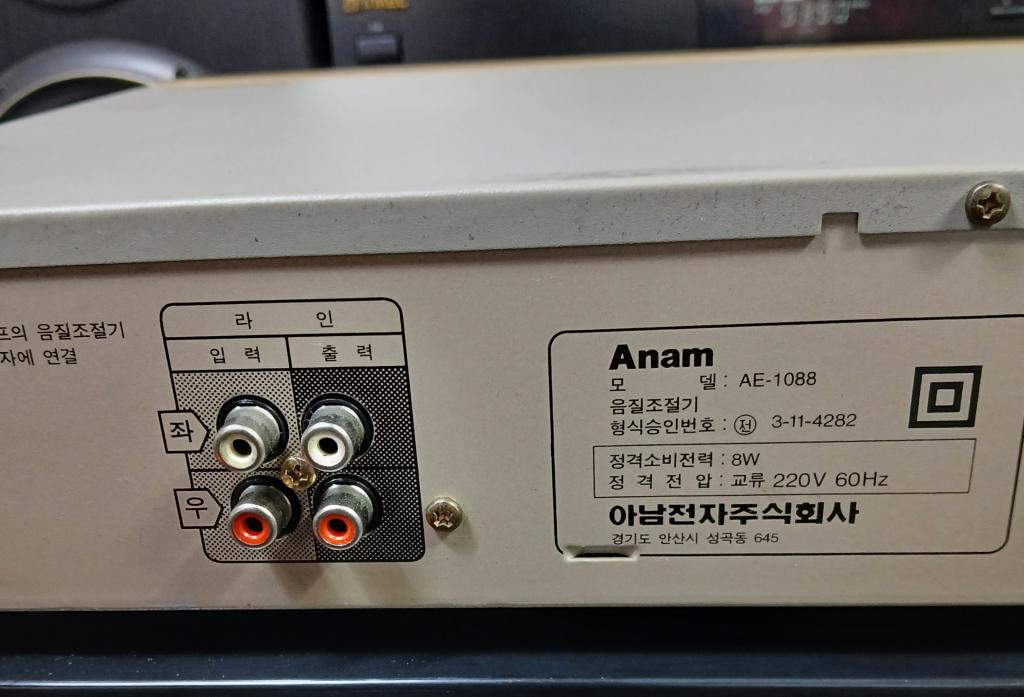 의 음질조절기
자에 연결
라 인
입 력 출 력
좌
우
Anam
모 델 : AE-1088
음질조절기
형식승인번호 : 전 3-11-4282
정격소비전력 : 8W
정 격 전 압 : 교류 220V 60Hz
아남전자주식회사
경기도 안산시 성곡동 645